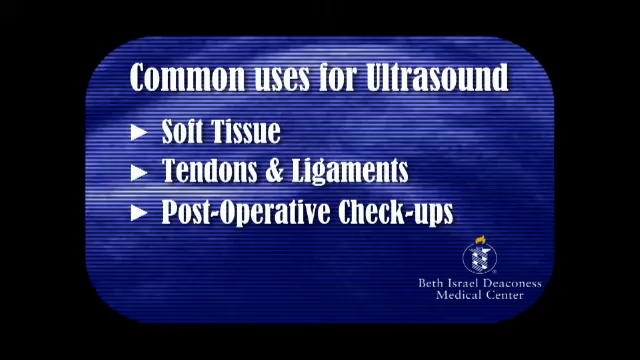 Common uses for Ultrasound
► Soft Tissue
► Tendons & Ligaments
► Post-Operative Check-ups
Beth Israel Deaconess
Medical Center